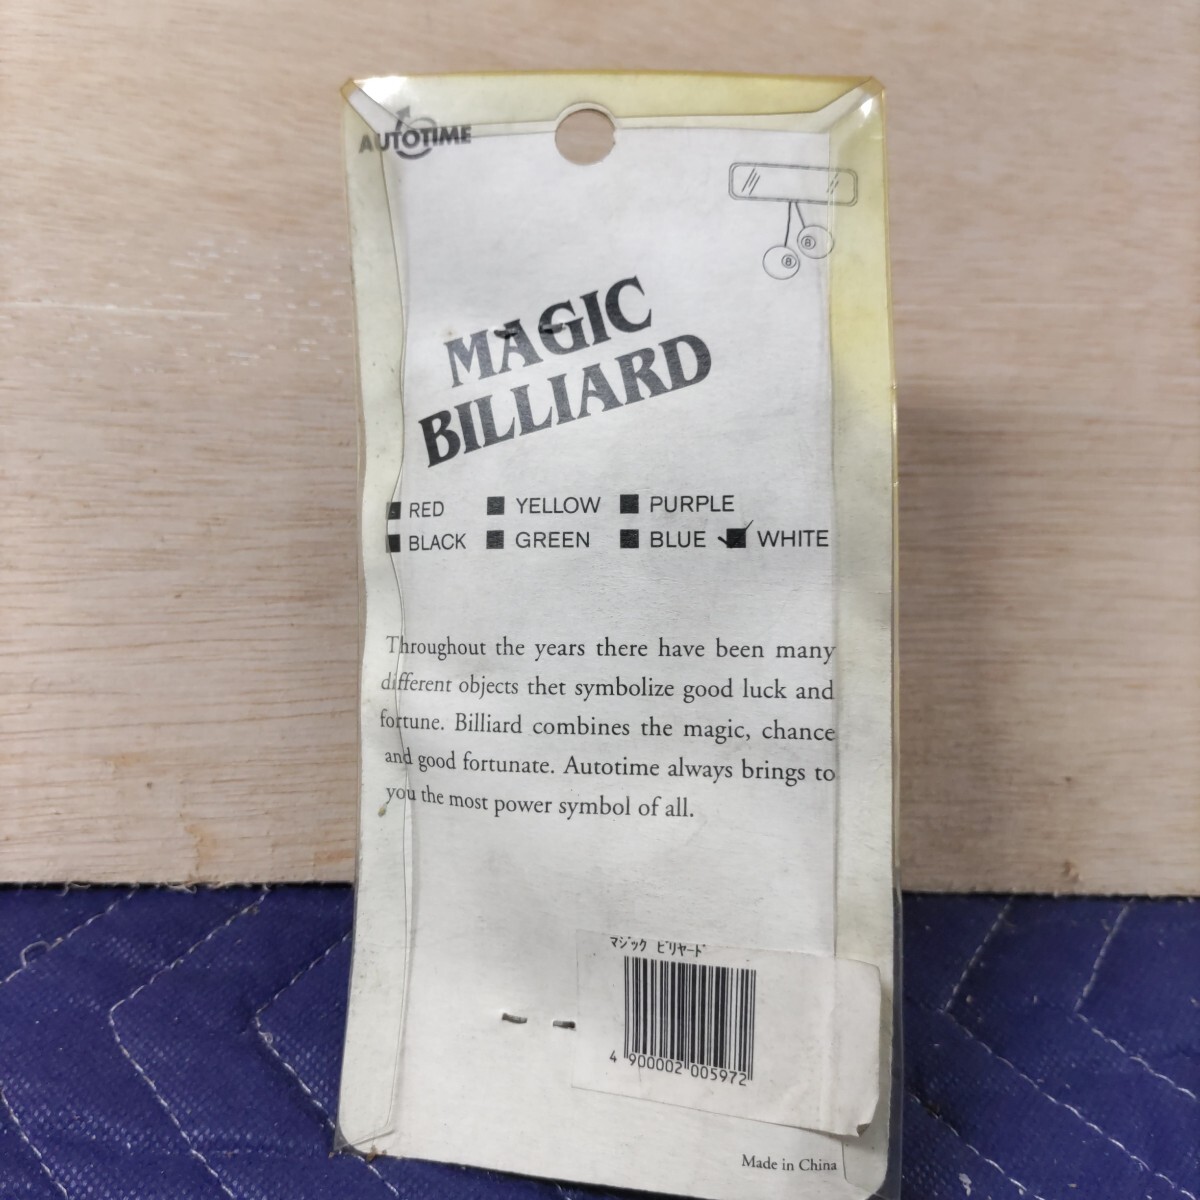 AUTOTIME
8
8
MAGIC
BILLIARD
RED YELLOW PURPLE
BLACK GREEN BLUE WHITE
Throughout the years there have been many
different objects thet symbolize good luck and
fortune. Billiard combines the magic, chance
and good fortunate. Autotime always brings to
you the most power symbol of all.
マジック ビリヤード
4 900002 005972
Made in China